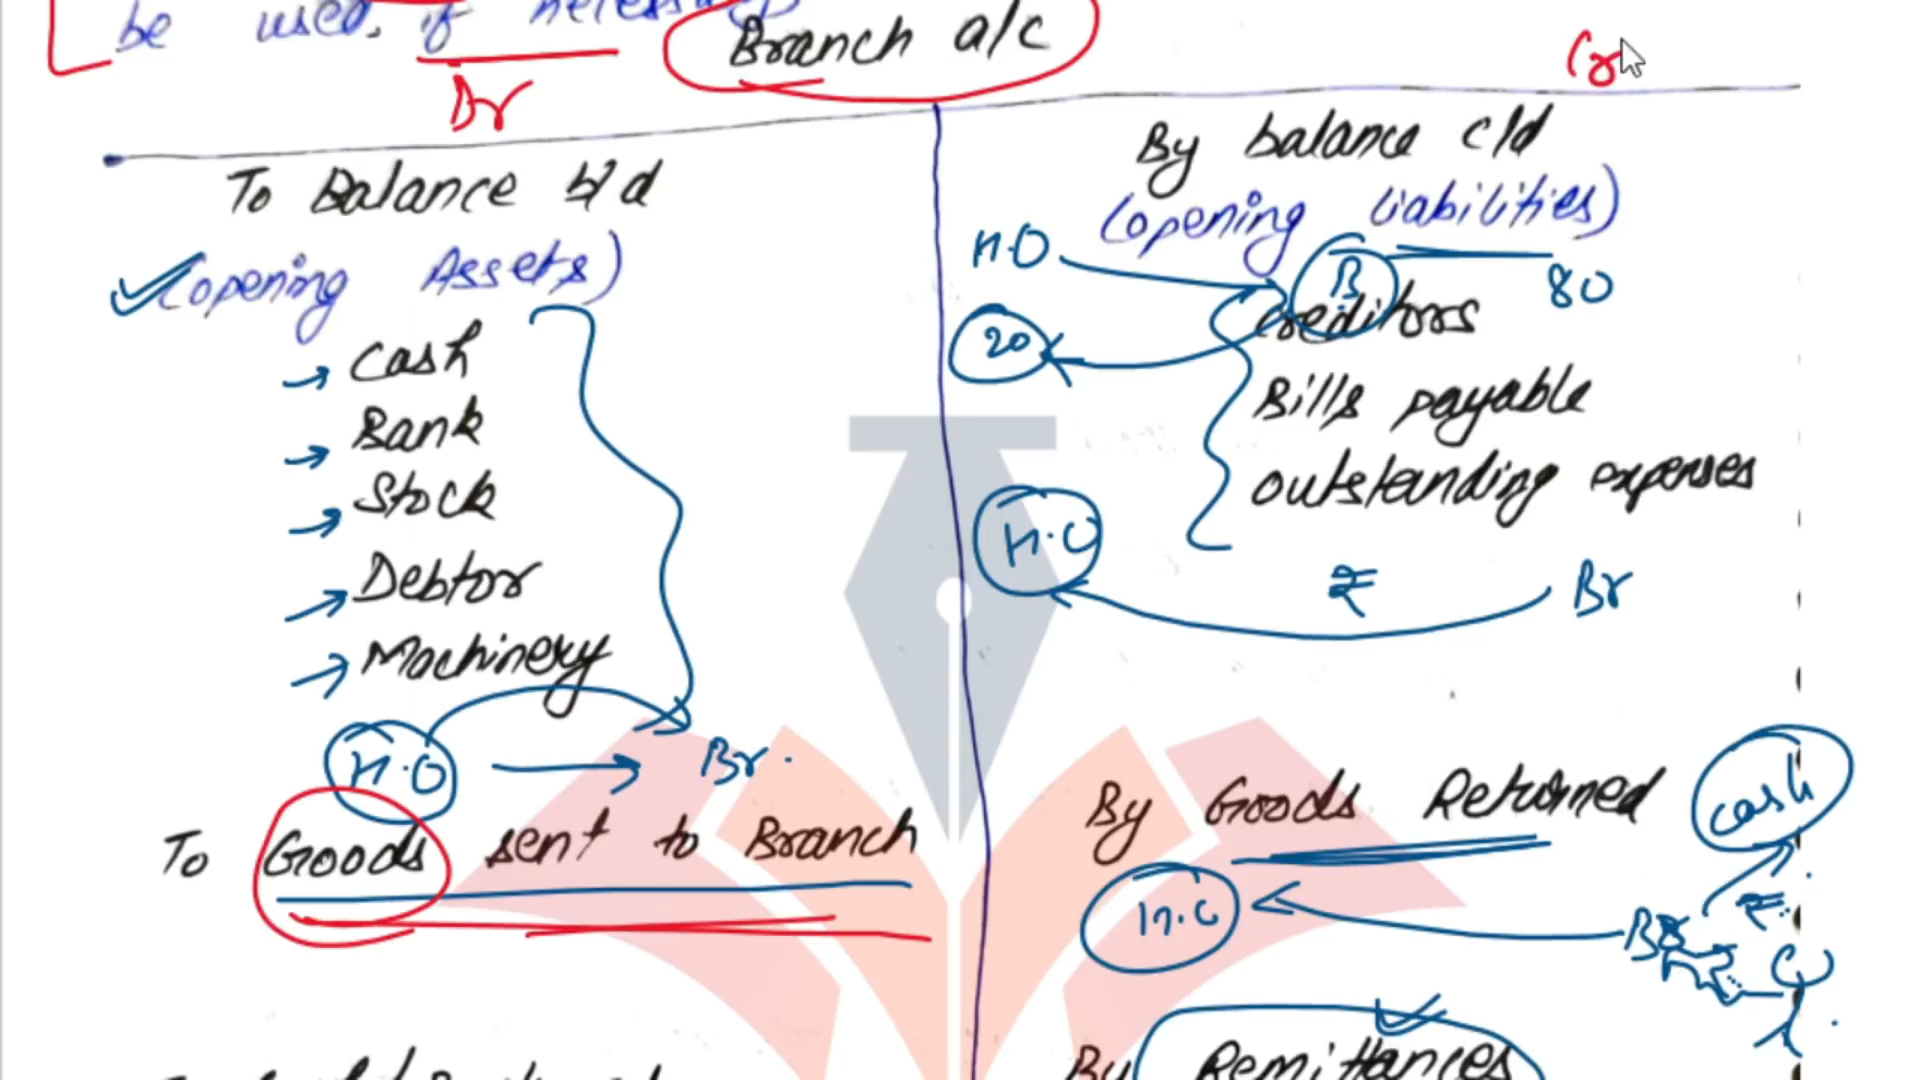 be used, if necessary
Branch a/c
Dr
Cr
To Balance b/d
(opening Assets)
Cash
Bank
Stock
Debtor
Machinery
H.O
Br.
To Goods sent to Branch
By balance c/d
(opening liabilities)
H.O
B
80
20
creditors
Bills payable
outstanding expenses
H.O
₹
Br
By Goods Returned
cash
H.O
₹
By Remittances